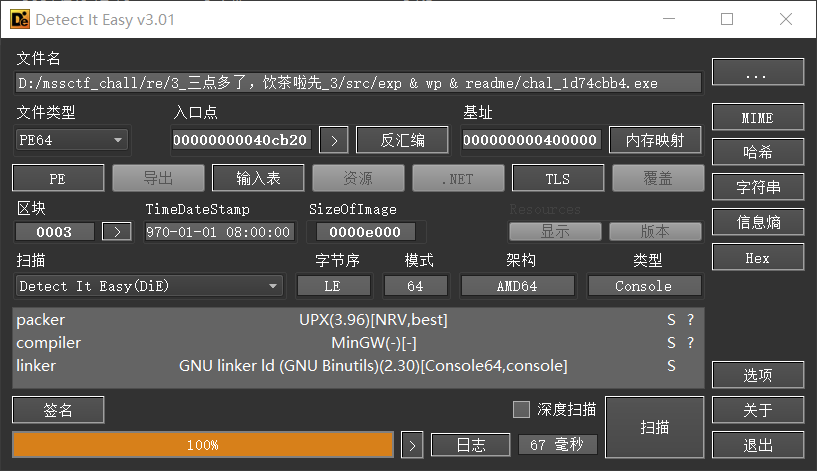 Detect It Easy v3.01
文件名
D:/mssctf_chall/re/3_三点多了，饮茶啦先_3/src/exp & wp & readme/chal_1d74cbb4.exe
...
文件类型 入口点 基址
PE64 00000000040cb20 > 反汇编 000000000400000 内存映射 MIME
哈希
PE 导出 输入表 资源 .NET TLS 覆盖 字符串
区块 TimeDateStamp SizeOfImage Resources
0003 > 970-01-01 08:00:00 0000e000 显示 版本 信息熵
扫描 字节序 模式 架构 类型 Hex
Detect It Easy(DiE) LE 64 AMD64 Console
packer UPX(3.96)[NRV,best] S ?
compiler MinGW(-)[-] S ?
linker GNU linker ld (GNU Binutils)(2.30)[Console64,console] S
选项
签名 深度扫描 扫描 关于
100% > 日志 67 毫秒 退出